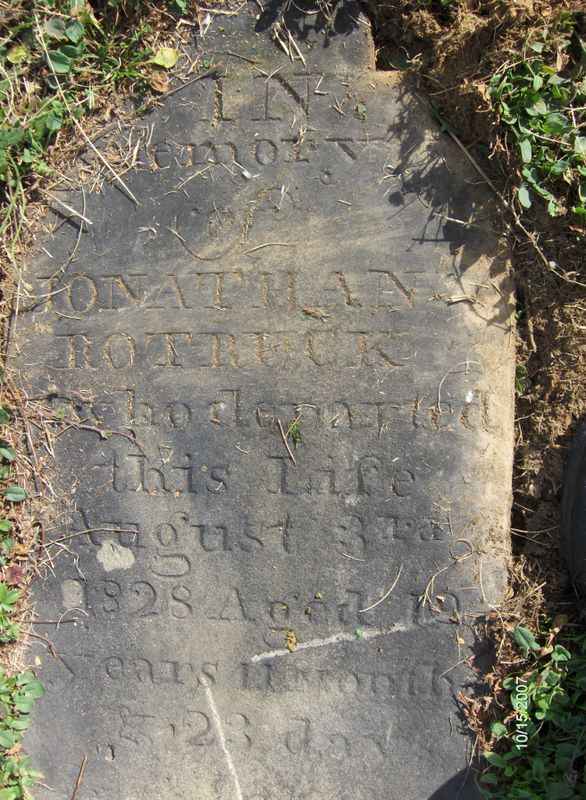 IN
memory
of
JONATHAN
ROTRUCK
who departed
this Life
August 3rd
1828 Aged 19
years 11 month
& 23 day
10/15/2007